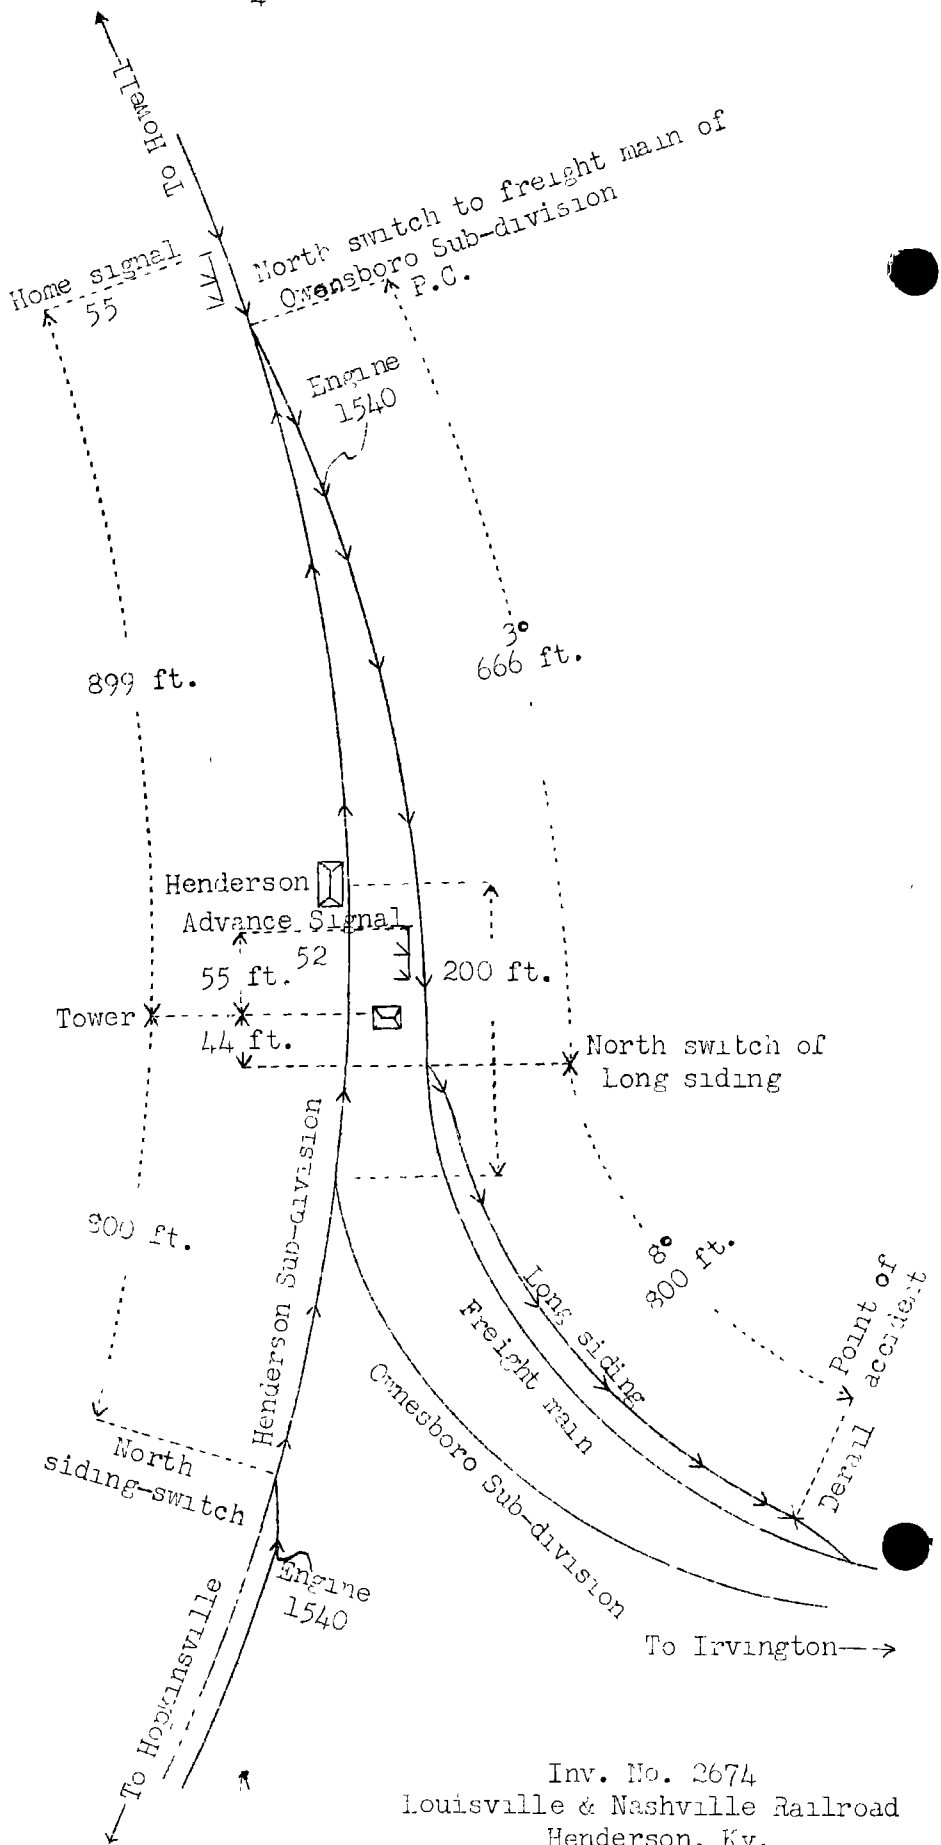 4
To Howell
North switch to freight main of
Owensboro Sub-division
P.C.
Home signal
55
Engine
1540
3°
666 ft.
899 ft.
Henderson
Advance Signal
52
55 ft.
200 ft.
Tower
44 ft.
North switch of
Long siding
Henderson Sub-division
900 ft.
8°
800 ft.
Point of
accident
Long siding
Freight main
Derail
Ownesboro Sub-division
North
siding-switch
Engine
1540
To Hopkinsville
To Irvington
Inv. No. 2674
Louisville & Nashville Railroad
Henderson, Ky.